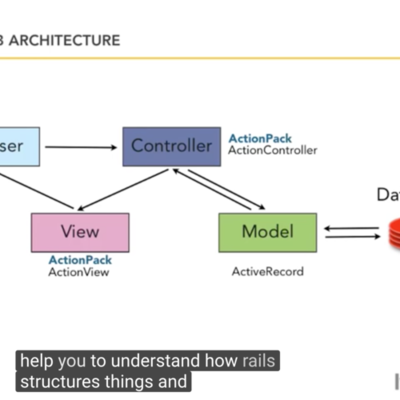 B ARCHITECTURE
ser
Controller
ActionPack
ActionController
Da
View
Model
ActionPack
ActionView
ActiveRecord
help you to understand how rails
structures things and